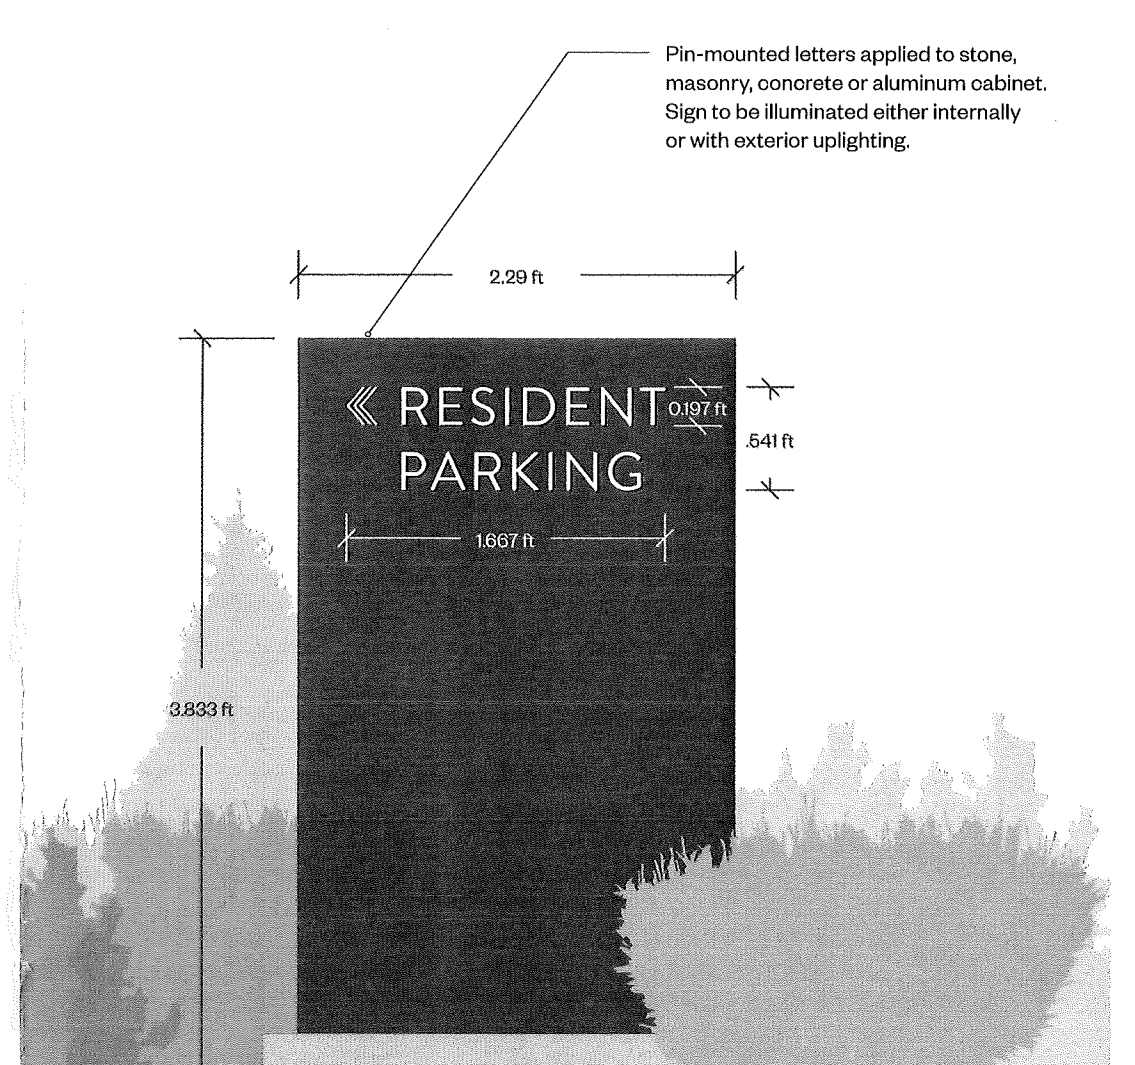 Pin-mounted letters applied to stone,
masonry, concrete or aluminum cabinet.
Sign to be illuminated either internally
or with exterior uplighting.
2.29 ft
RESIDENT
0.197 ft
.541 ft
PARKING
1.667 ft
3.833 ft